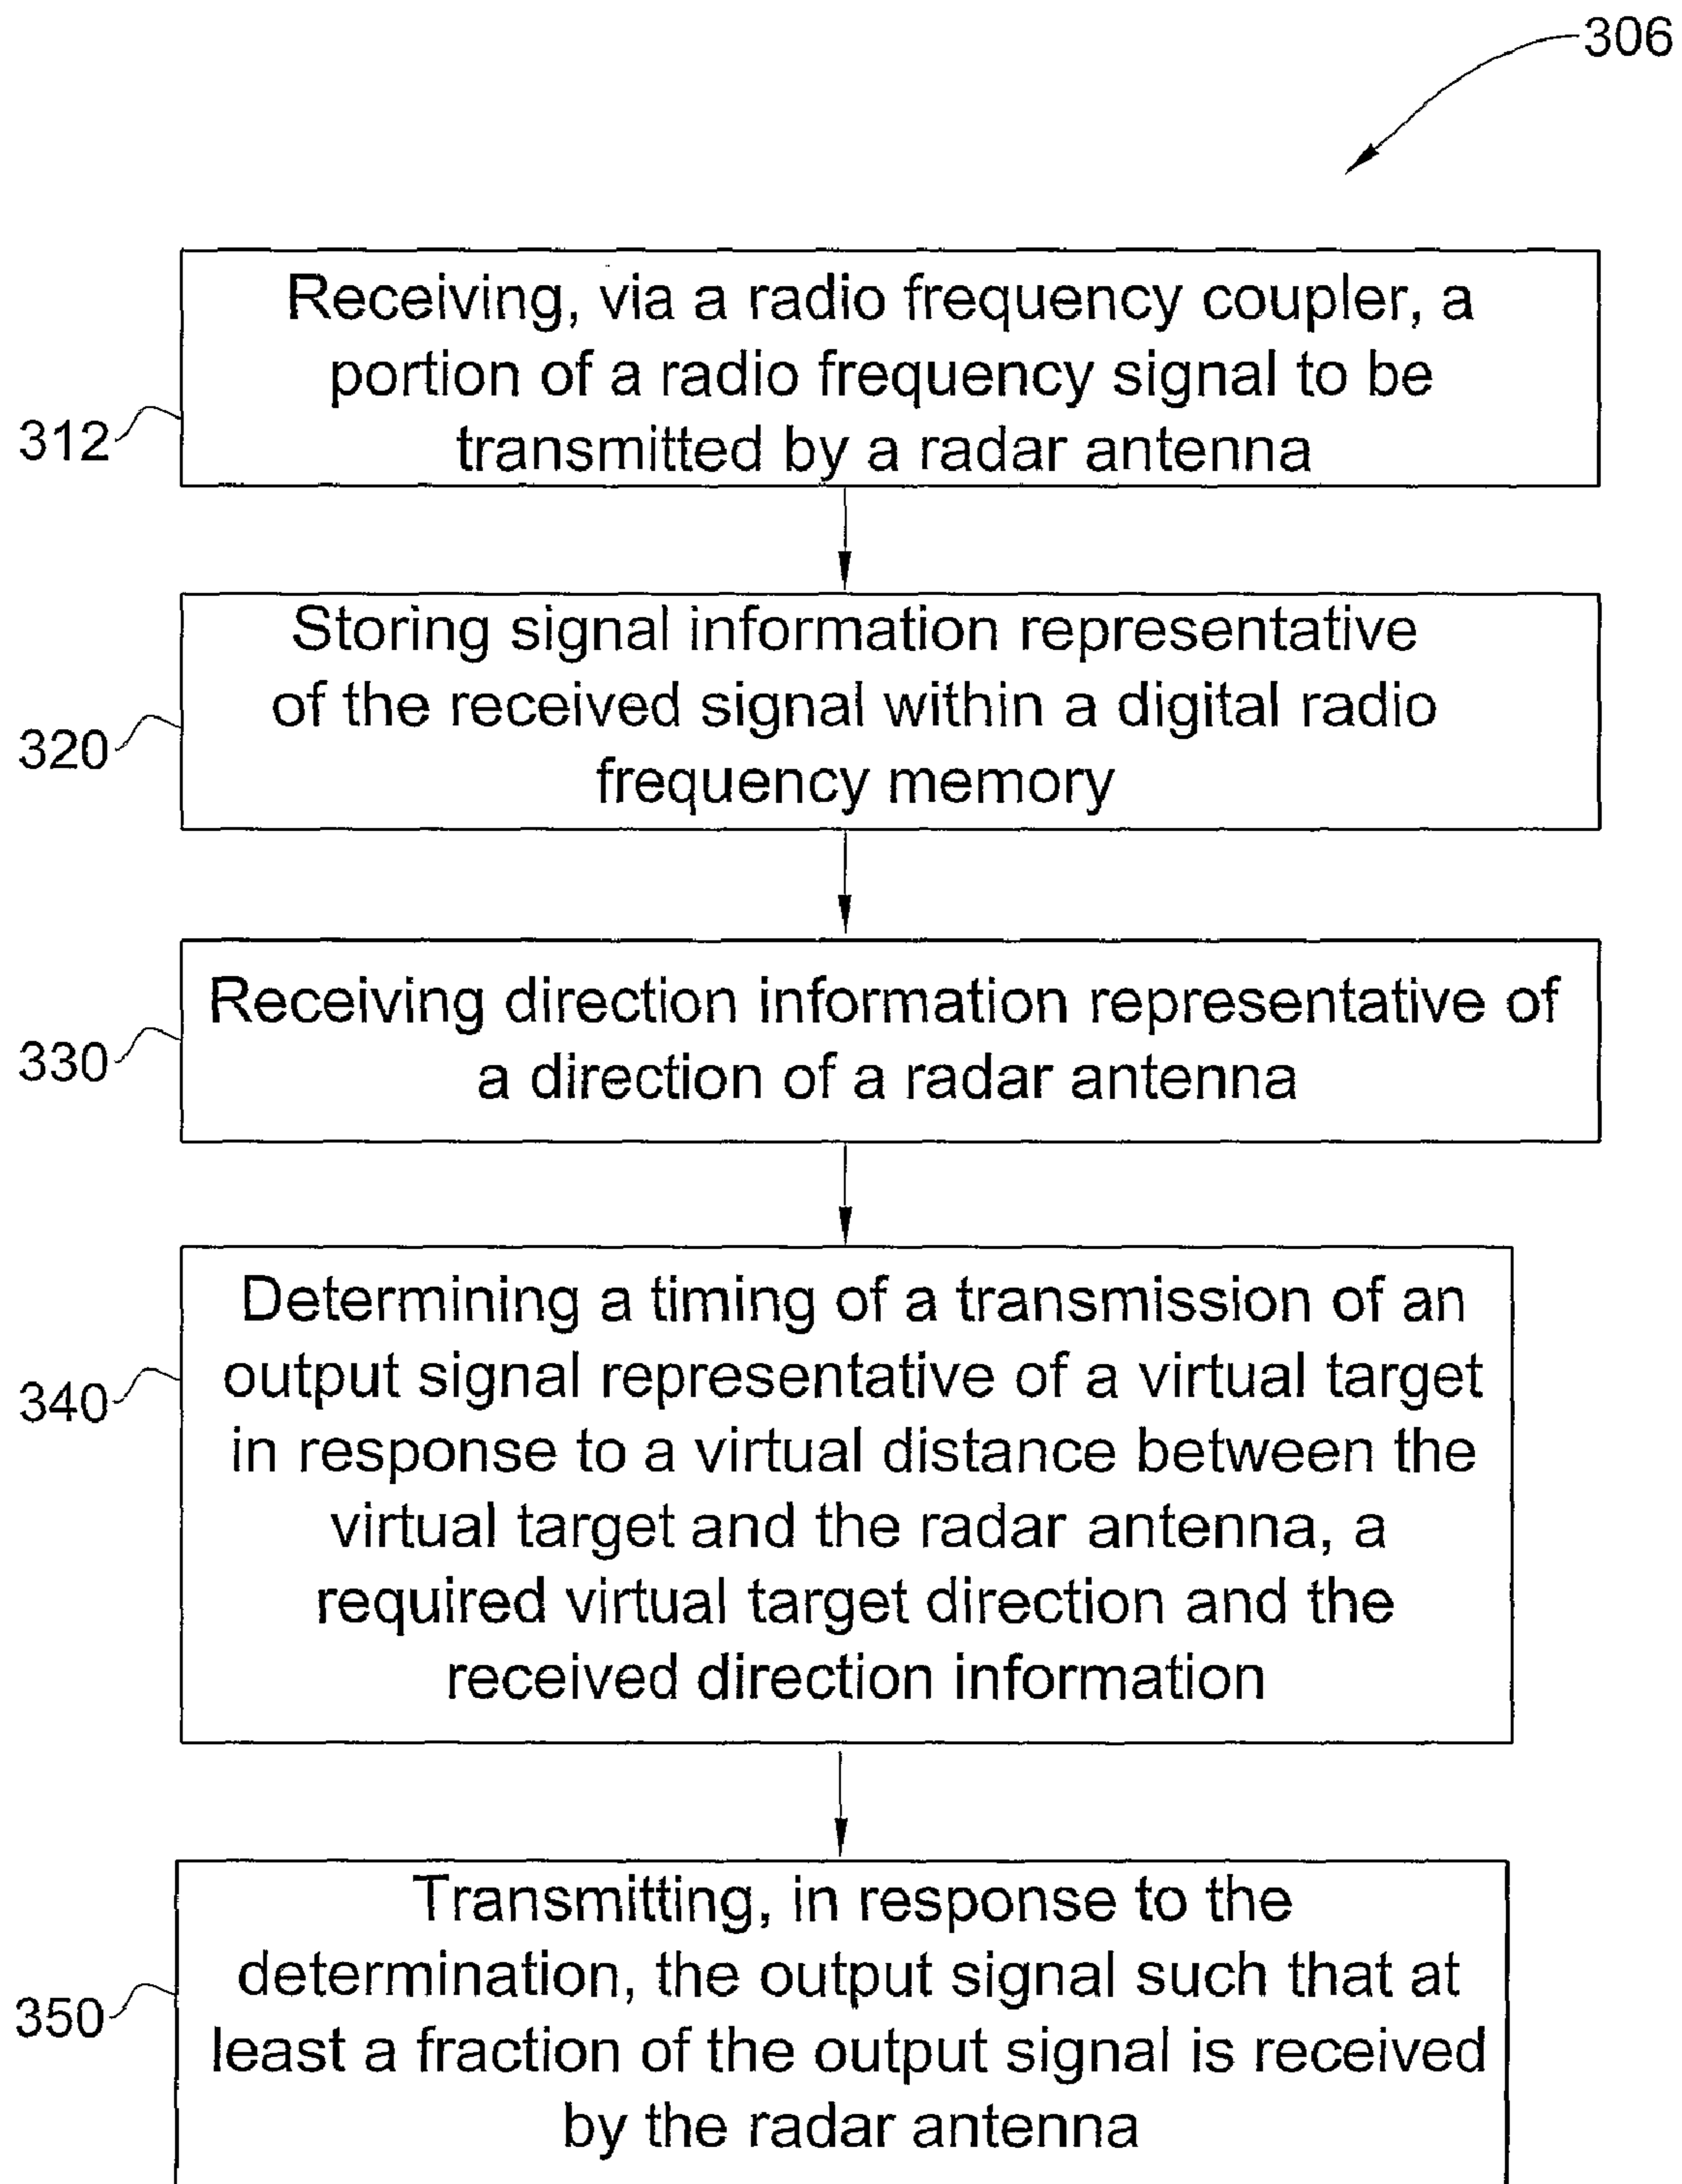 306
Receiving, via a radio frequency coupler, a
portion of a radio frequency signal to be
transmitted by a radar antenna
312
Storing signal information representative
of the received signal within a digital radio
frequency memory
320
Receiving direction information representative of
a direction of a radar antenna
330
Determining a timing of a transmission of an
output signal representative of a virtual target
in response to a virtual distance between the
virtual target and the radar antenna, a
required virtual target direction and the
received direction information
340
Transmitting, in response to the
determination, the output signal such that at
least a fraction of the output signal is received
by the radar antenna
350